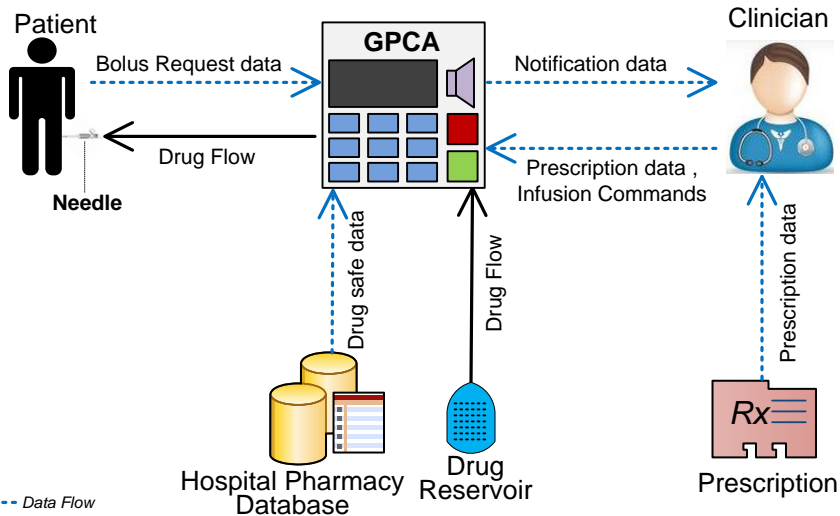 Patient
GPCA
Clinician
Bolus Request data
Notification data
Drug Flow
Prescription data ,
Infusion Commands
Needle
Drug safe data
Drug Flow
Prescription data
Rx
Hospital Pharmacy
Database
Drug
Reservoir
Prescription
Data Flow